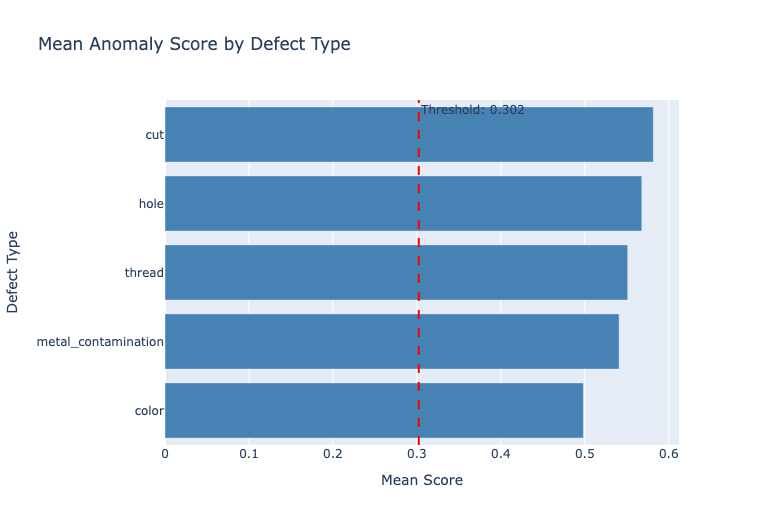 Mean Anomaly Score by Defect Type
Threshold: 0.302
cut
hole
thread
metal_contamination
color
Defect Type
0 0.1 0.2 0.3 0.4 0.5 0.6
Mean Score